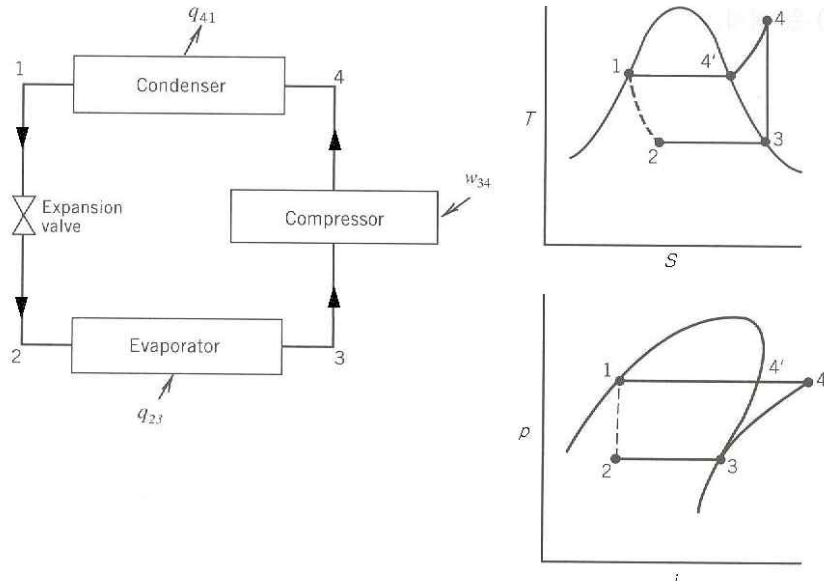 q41
1
Condenser
4
Expansion
valve
Compressor
w34
2
Evaporator
3
q23
T
1
4'
4
2
3
S
p
1
4'
4
2
3
i